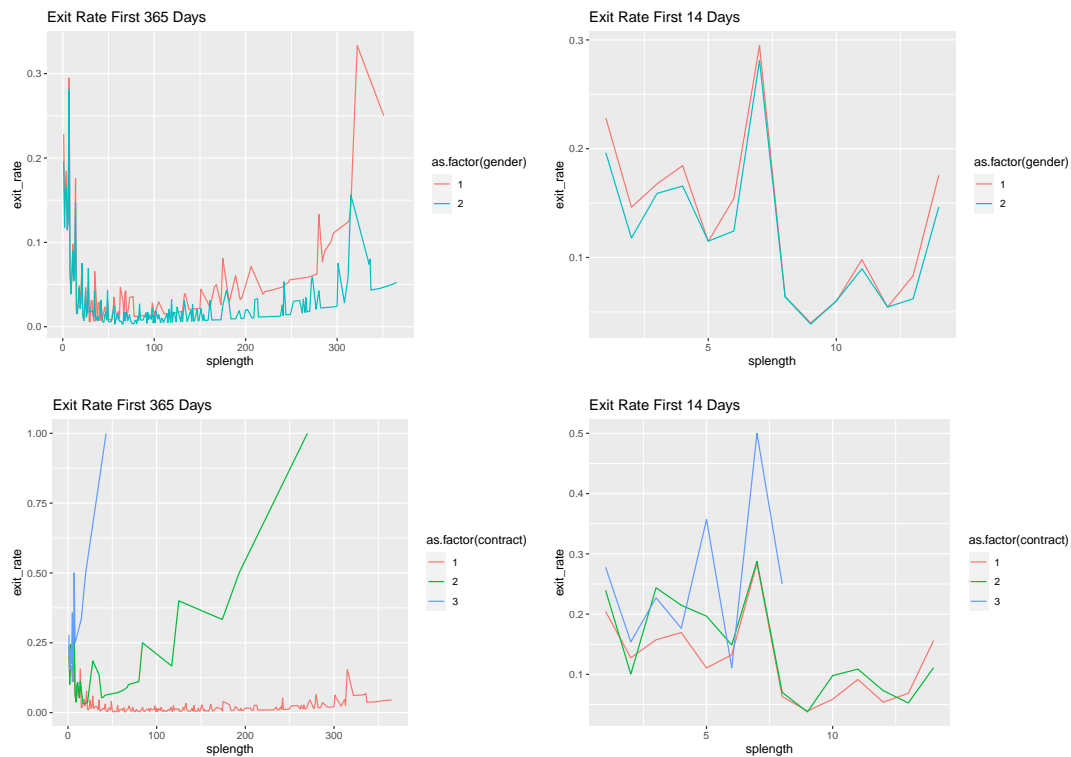 Exit Rate First 365 Days
exit_rate
0.3
0.2
0.1
0.0
0
100
200
300
splength
as.factor(gender)
1
2
Exit Rate First 14 Days
exit_rate
0.3
0.2
0.1
5
10
splength
as.factor(gender)
1
2
Exit Rate First 365 Days
exit_rate
1.00
0.75
0.50
0.25
0.00
0
100
200
300
splength
as.factor(contract)
1
2
3
Exit Rate First 14 Days
exit_rate
0.5
0.4
0.3
0.2
0.1
5
10
splength
as.factor(contract)
1
2
3